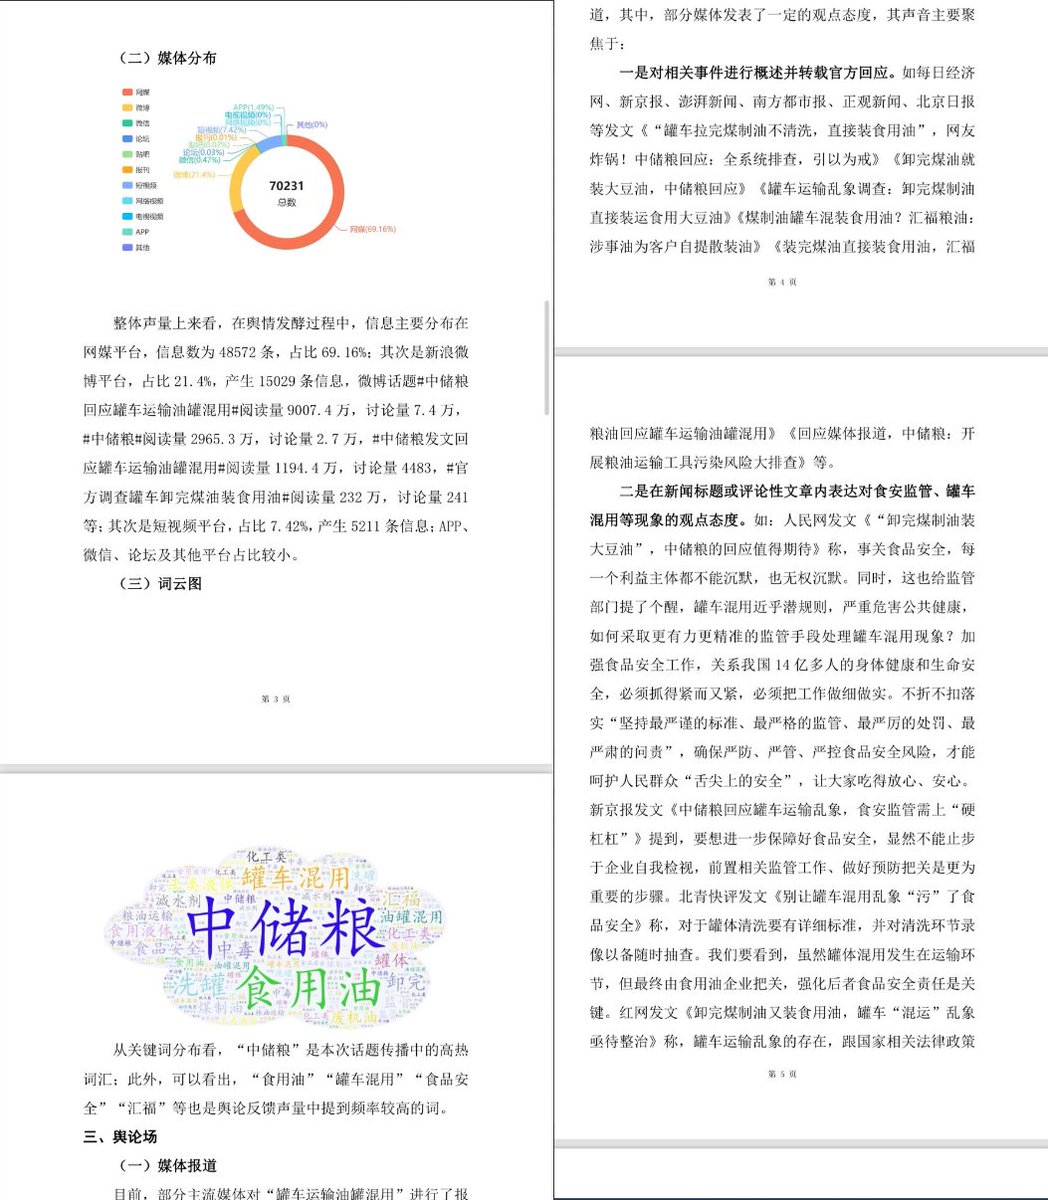 （二）媒体分布
网媒
微博
微信
论坛
贴吧
报刊
短视频
网络视频
电视视频
APP
其他
APP(1.49%)
电视视频(0%)
网络视频(0%)
其他(0%)
短视频(7.42%)
报刊(0.01%)
贴吧(0.02%)
论坛(0.03%)
微信(0.47%)
微博(21.4%)
70231
总数
网媒(69.16%)
整体声量上来看，在舆情发酵过程中，信息主要分布在
网媒平台，信息数为 48572 条，占比 69.16%；其次是新浪微
博平台，占比 21.4%，产生 15029 条信息，微博话题#中储粮
回应罐车运输油罐混用#阅读量 9007.4 万，讨论量 7.4 万，
#中储粮#阅读量 2965.3 万，讨论量 2.7 万，#中储粮发文回
应罐车运输油罐混用#阅读量 1194.4 万，讨论量 4483，#官
方调查罐车卸完煤油装食用油#阅读量 232 万，讨论量 241
等；其次是短视频平台，占比 7.42%，产生 5211 条信息；APP、
微信、论坛及其他平台占比较小。
（三）词云图
第 3 页
化工类
罐车混用
减水剂
中储粮
汇福
粮油运输
油罐混用
食用液体
中储粮
化工类
食品安全
中毒
罐体
洗罐
食用油
卸完
煤制油
废机油
从关键词分布看，“中储粮”是本次话题传播中的高热
词汇；此外，可以看出，“食用油”“罐车混用”“食品安
全”“汇福”等也是舆论反馈声量中提到频率较高的词。
三、舆论场
（一）媒体报道
目前，部分主流媒体对“罐车运输油罐混用”进行了报
道，其中，部分媒体发表了一定的观点态度，其声音主要聚
焦于：
一是对相关事件进行概述并转载官方回应。如每日经济
网、新京报、澎湃新闻、南方都市报、正观新闻、北京日报
等发文《“罐车拉完煤制油不清洗，直接装食用油”，网友
炸锅！中储粮回应：全系统排查，引以为戒》《卸完煤油就
装大豆油，中储粮回应》《罐车运输乱象调查：卸完煤制油
直接装运食用大豆油》《煤制油罐车混装食用油？汇福粮油：
涉事油为客户自提散装油》《装完煤油直接装食用油，汇福
第 4 页
粮油回应罐车运输油罐混用》《回应媒体报道，中储粮：开
展粮油运输工具污染风险大排查》等。
二是在新闻标题或评论性文章内表达对食安监管、罐车
混用等现象的观点态度。如：人民网发文《“卸完煤制油装
大豆油”，中储粮的回应值得期待》称，事关食品安全，每
一个利益主体都不能沉默，也无权沉默。同时，这也给监管
部门提了个醒，罐车混用近乎潜规则，严重危害公共健康，
如何采取更有力更精准的监管手段处理罐车混用现象？加
强食品安全工作，关系我国 14 亿多人的身体健康和生命安
全，必须抓得紧而又紧，必须把工作做细做实。不折不扣落
实“坚持最严谨的标准、最严格的监管、最严厉的处罚、最
严肃的问责”，确保严防、严管、严控食品安全风险，才能
呵护人民群众“舌尖上的安全”，让大家吃得放心、安心。
新京报发文《中储粮回应罐车运输乱象，食安监管需上“硬
杠杠”》提到，要想进一步保障好食品安全，显然不能止步
于企业自我检视，前置相关监管工作、做好预防把关是更为
重要的步骤。北青快评发文《别让罐车混用乱象“污”了食
品安全》称，对于罐体清洗要有详细标准，并对清洗环节录
像以备随时抽查。我们要看到，虽然罐体混用发生在运输环
节，但最终由食用油企业把关，强化后者食品安全责任是关
键。红网发文《卸完煤制油又装食用油，罐车“混运”乱象
亟待整治》称，罐车运输乱象的存在，跟国家相关法律政策
第 5 页